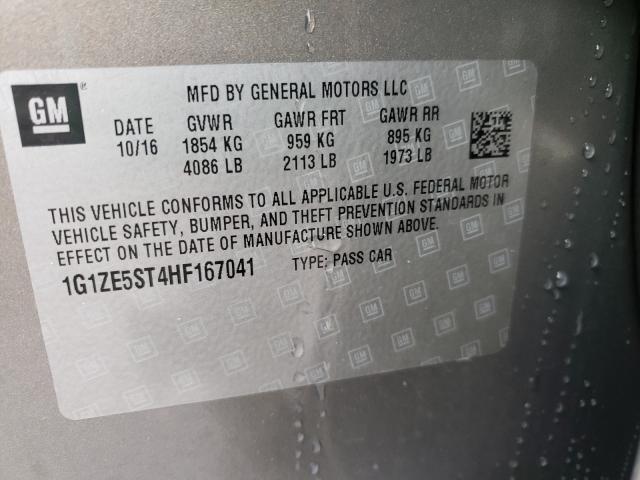 GM
MFD BY GENERAL MOTORS LLC
DATE GVWR GAWR FRT GAWR RR
10/16 1854 KG 959 KG 895 KG
4086 LB 2113 LB 1973 LB
THIS VEHICLE CONFORMS TO ALL APPLICABLE U.S. FEDERAL MOTOR
VEHICLE SAFETY, BUMPER, AND THEFT PREVENTION STANDARDS IN
EFFECT ON THE DATE OF MANUFACTURE SHOWN ABOVE.
1G1ZE5ST4HF167041 TYPE: PASS CAR